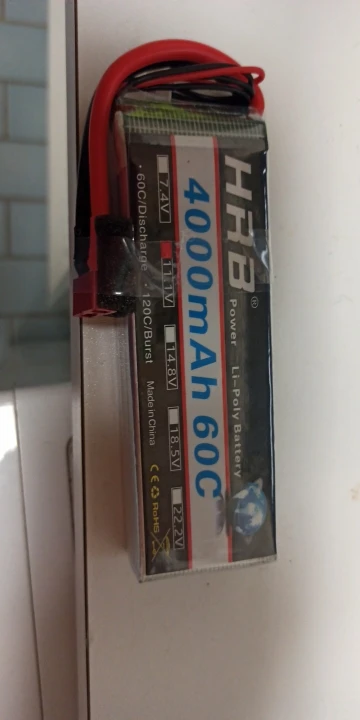 HRB®
Power Li-Poly Battery
4000mAh 60C
7.4V 11.1V 14.8V 18.5V 22.2V
• 60C/Discharge • 120C/Burst Made in China CE RoHS